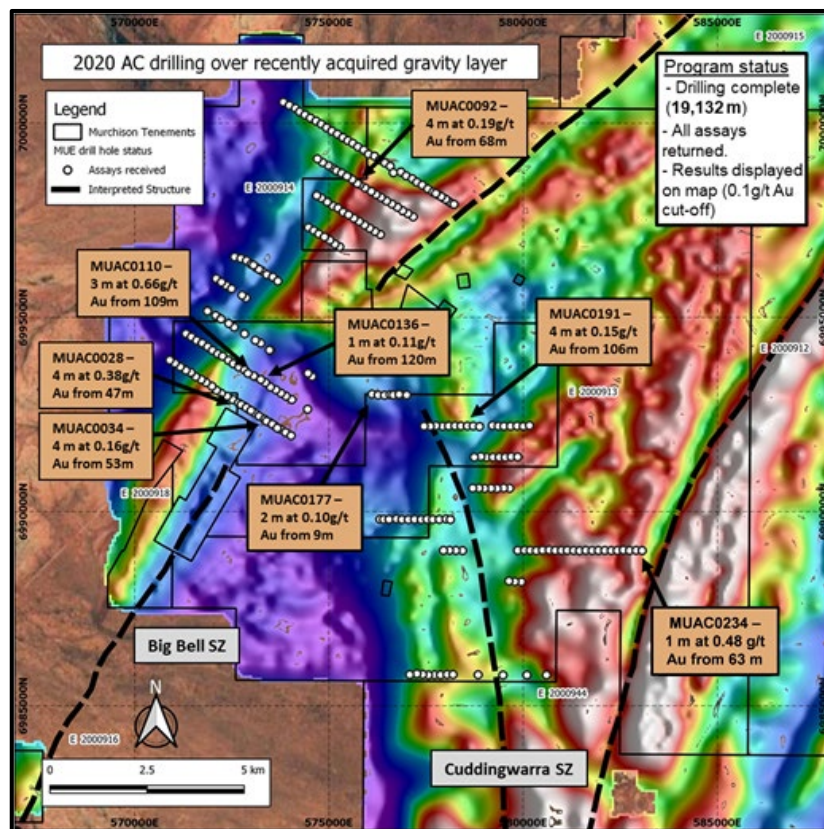 570000E
575000E
580000E
585000E
E 2000915
2020 AC drilling over recently acquired gravity layer
Program status
- Drilling complete
(19,132 m)
- All assays
returned.
- Results displayed
on map (0.1g/t Au
cut-off)
Legend
Murchison Tenements
MUE drill hole status
Assays received
Interpreted Structure
MUAC0092 –
4 m at 0.19g/t
Au from 68m
7000000N
7000000N
E 2000914
MUAC0110 –
3 m at 0.66g/t
Au from 109m
MUAC0136 –
1 m at 0.11g/t
Au from 120m
MUAC0191 –
4 m at 0.15g/t
Au from 106m
6995000N
6995000N
E 2000912
MUAC0028 –
4 m at 0.38g/t
Au from 47m
E 2000913
MUAC0034 –
4 m at 0.16g/t
Au from 53m
E 2000918
MUAC0177 –
2 m at 0.10g/t
Au from 9m
6990000N
6990000N
MUAC0234 –
1 m at 0.48 g/t
Au from 63 m
Big Bell SZ
E 2000944
6985000N
6985000N
N
E 2000916
0
2.5
5 km
Cuddingwarra SZ
570000E
575000E
580000E
585000E